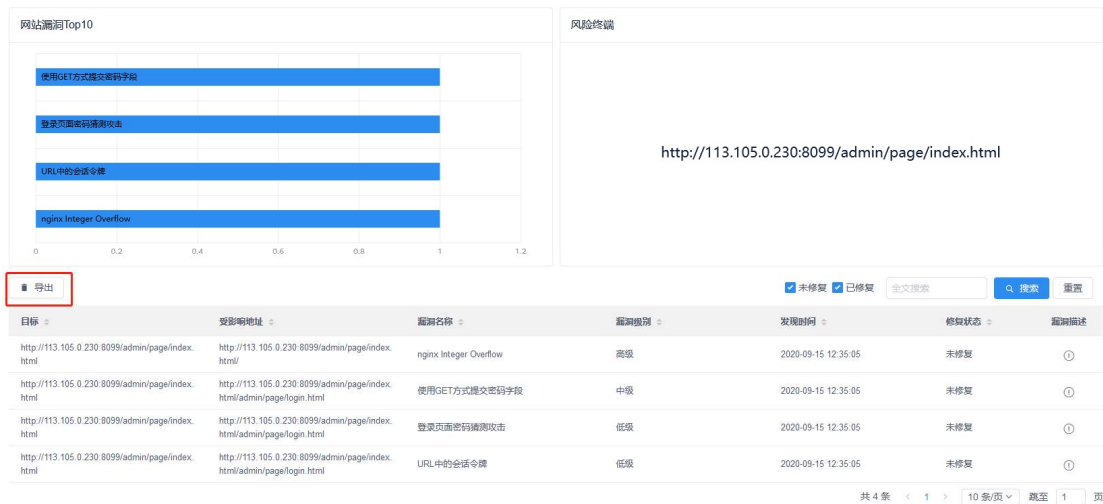 网站漏洞Top10
风险终端
使用GET方式提交密码字段
登录页面密码猜测攻击
URL中的会话令牌
nginx Integer Overflow
0 0.2 0.4 0.6 0.8 1 1.2
http://113.105.0.230:8099/admin/page/index.html
导出 未修复 已修复 全文搜索 搜索 重置
目标 受影响地址 漏洞名称 漏洞级别 发现时间 修复状态 漏洞描述
http://113.105.0.230:8099/admin/page/index. http://113.105.0.230:8099/admin/page/index.
html html/ nginx Integer Overflow 高级 2020-09-15 12:35:05 未修复
http://113.105.0.230:8099/admin/page/index. http://113.105.0.230:8099/admin/page/index.
html html/admin/page/login.html 使用GET方式提交密码字段 中级 2020-09-15 12:35:05 未修复
http://113.105.0.230:8099/admin/page/index. http://113.105.0.230:8099/admin/page/index.
html html/admin/page/login.html 登录页面密码猜测攻击 低级 2020-09-15 12:35:05 未修复
http://113.105.0.230:8099/admin/page/index. http://113.105.0.230:8099/admin/page/index.
html html/admin/page/login.html URL中的会话令牌 低级 2020-09-15 12:35:05 未修复
共 4 条 < 1 > 10 条/页 跳至 1 页